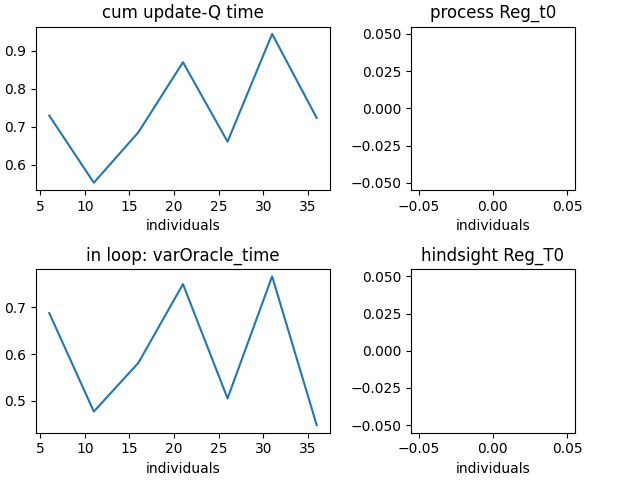 cum update-Q time
0.9
0.8
0.7
0.6
5 10 15 20 25 30 35
individuals
process Reg_t0
0.050
0.025
0.000
−0.025
−0.050
−0.05 0.00 0.05
individuals
in loop: varOracle_time
0.7
0.6
0.5
5 10 15 20 25 30 35
individuals
hindsight Reg_T0
0.050
0.025
0.000
−0.025
−0.050
−0.05 0.00 0.05
individuals